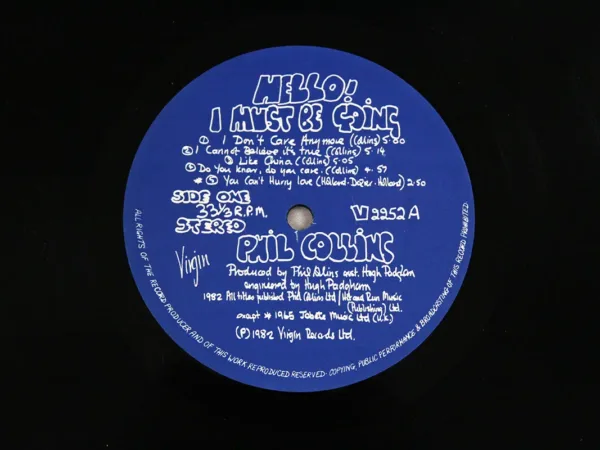 HELLO!
I MUST BE GOING
① I Don't Care Anymore (Collins) 5·00
② I Cannot Believe it's true (Collins) 5·14
③ Like China (Collins) 5·05
④ Do you know, do you care. (Collins) 4·57
* ⑤ You Can't Hurry love (Holland·Dozier·Holland) 2:50
SIDE ONE
33⅓ R.P.M.
STEREO
V 2252 A
PHIL COLLINS
Virgin
Produced by Phil Collins asst. Hugh Padgham
engineered by Hugh Padgham
1982 All titles published Phil Collins Ltd / Hit and Run Music
(Publishing) Ltd.
except * 1965 Jobete Music Ltd (U.K.)
(P) 1982 Virgin Records Ltd.
ALL RIGHTS OF THE RECORD PRODUCER AND OF THIS WORK REPRODUCED RESERVED· COPYING, PUBLIC PERFORMANCE & BROADCASTING OF THIS RECORD PROHIBITED